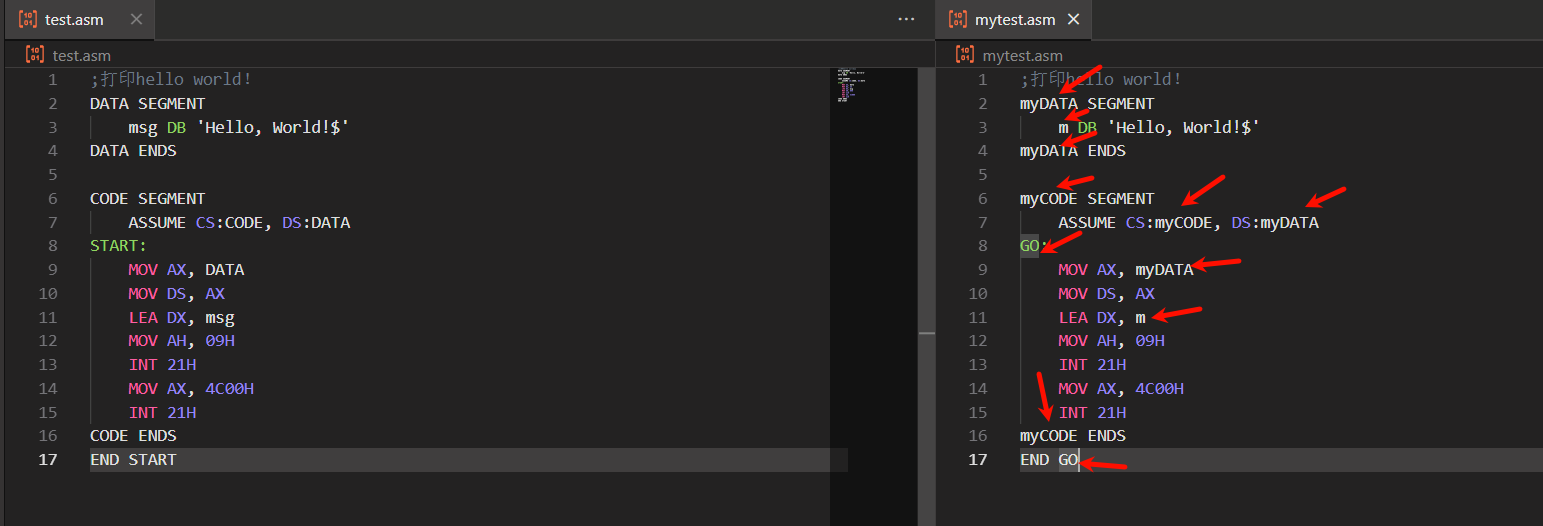 test.asm
test.asm
1 ;打印hello world!
2 DATA SEGMENT
3 msg DB 'Hello, World!$'
4 DATA ENDS
5
6 CODE SEGMENT
7 ASSUME CS:CODE, DS:DATA
8 START:
9 MOV AX, DATA
10 MOV DS, AX
11 LEA DX, msg
12 MOV AH, 09H
13 INT 21H
14 MOV AX, 4C00H
15 INT 21H
16 CODE ENDS
17 END START
mytest.asm
mytest.asm
1 ;打印hello world!
2 myDATA SEGMENT
3 m DB 'Hello, World!$'
4 myDATA ENDS
5
6 myCODE SEGMENT
7 ASSUME CS:myCODE, DS:myDATA
8 GO:
9 MOV AX, myDATA
10 MOV DS, AX
11 LEA DX, m
12 MOV AH, 09H
13 INT 21H
14 MOV AX, 4C00H
15 INT 21H
16 myCODE ENDS
17 END GO